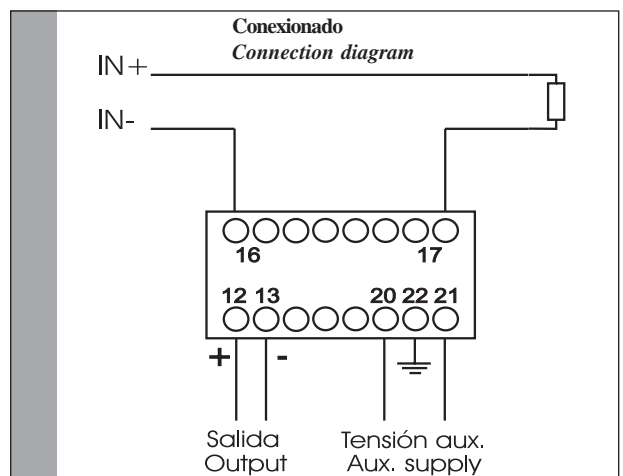 Conexionado
Connection diagram
IN+
IN-
16 17
12 13 20 22 21
+ -
Salida Tensión aux.
Output Aux. supply